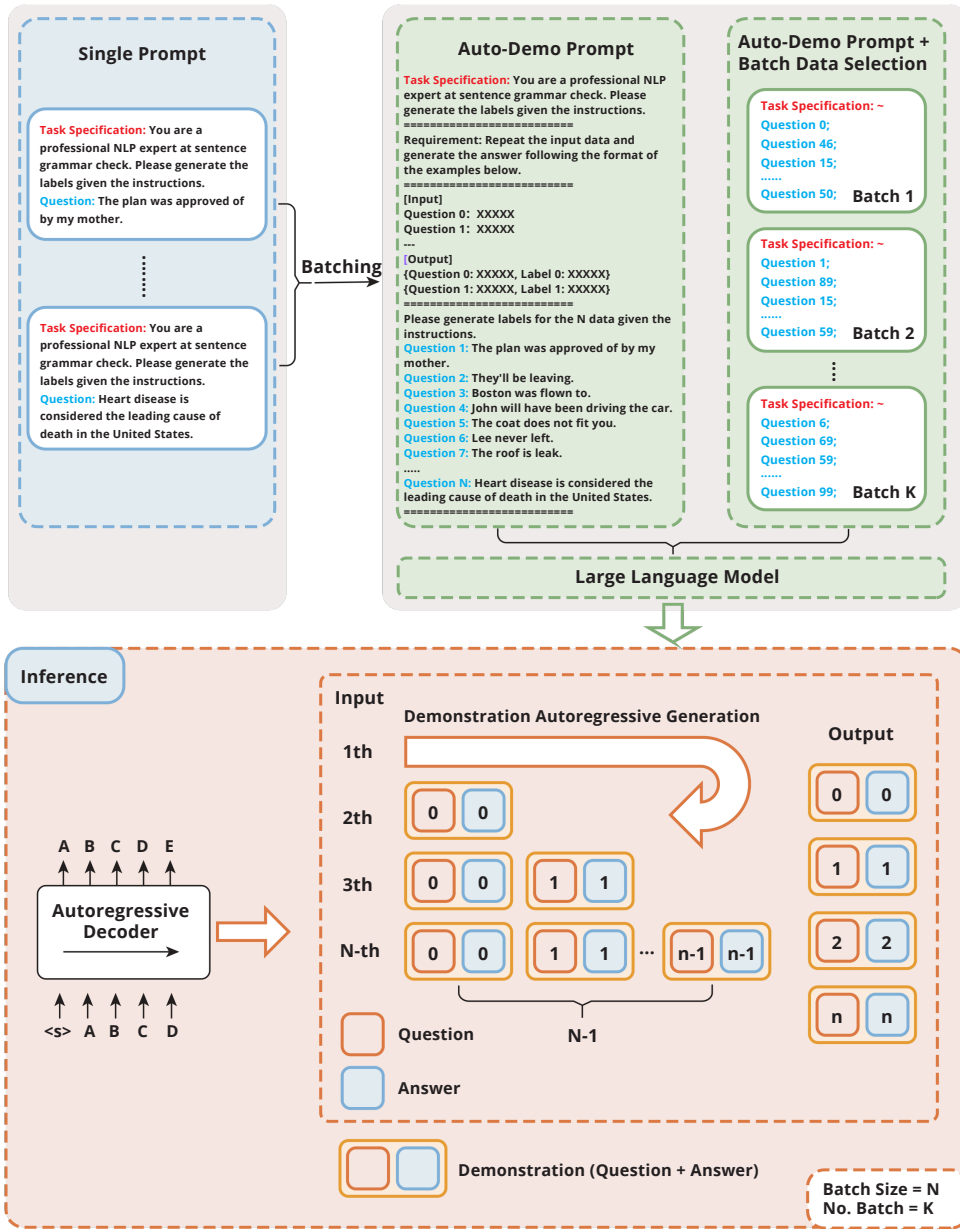 Single Prompt
Task Specification: You are a
professional NLP expert at sentence
grammar check. Please generate the
labels given the instructions.
Question: The plan was approved of
by my mother.
Task Specification: You are a
professional NLP expert at sentence
grammar check. Please generate the
labels given the instructions.
Question: Heart disease is
considered the leading cause of
death in the United States.
Batching
Auto-Demo Prompt
Task Specification: You are a professional NLP
expert at sentence grammar check. Please
generate the labels given the instructions.
==========================
Requirement: Repeat the input data and
generate the answer following the format of
the examples below.
==========================
[Input]
Question 0: XXXXX
Question 1: XXXXX
---
[Output]
{Question 0: XXXXX, Label 0: XXXXX}
{Question 1: XXXXX, Label 1: XXXXX}
==========================
Please generate labels for the N data given the
instructions.
Question 1: The plan was approved of by my
mother.
Question 2: They'll be leaving.
Question 3: Boston was flown to.
Question 4: John will have been driving the car.
Question 5: The coat does not fit you.
Question 6: Lee never left.
Question 7: The roof is leak.
.....
Question N: Heart disease is considered the
leading cause of death in the United States.
==========================
Auto-Demo Prompt +
Batch Data Selection
Task Specification: ~
Question 0;
Question 46;
Question 15;
......
Question 50;
Batch 1
Task Specification: ~
Question 1;
Question 89;
Question 15;
......
Question 59;
Batch 2
Task Specification: ~
Question 6;
Question 69;
Question 59;
......
Question 99;
Batch K
Large Language Model
Inference
A B C D E
Autoregressive
Decoder
<s> A B C D
Input
Demonstration Autoregressive Generation
1th
2th
0 0
3th
0 0 1 1
N-th
0 0 1 1 ... n-1 n-1
N-1
Output
0 0
1 1
2 2
n n
Question
Answer
Demonstration (Question + Answer)
Batch Size = N
No. Batch = K